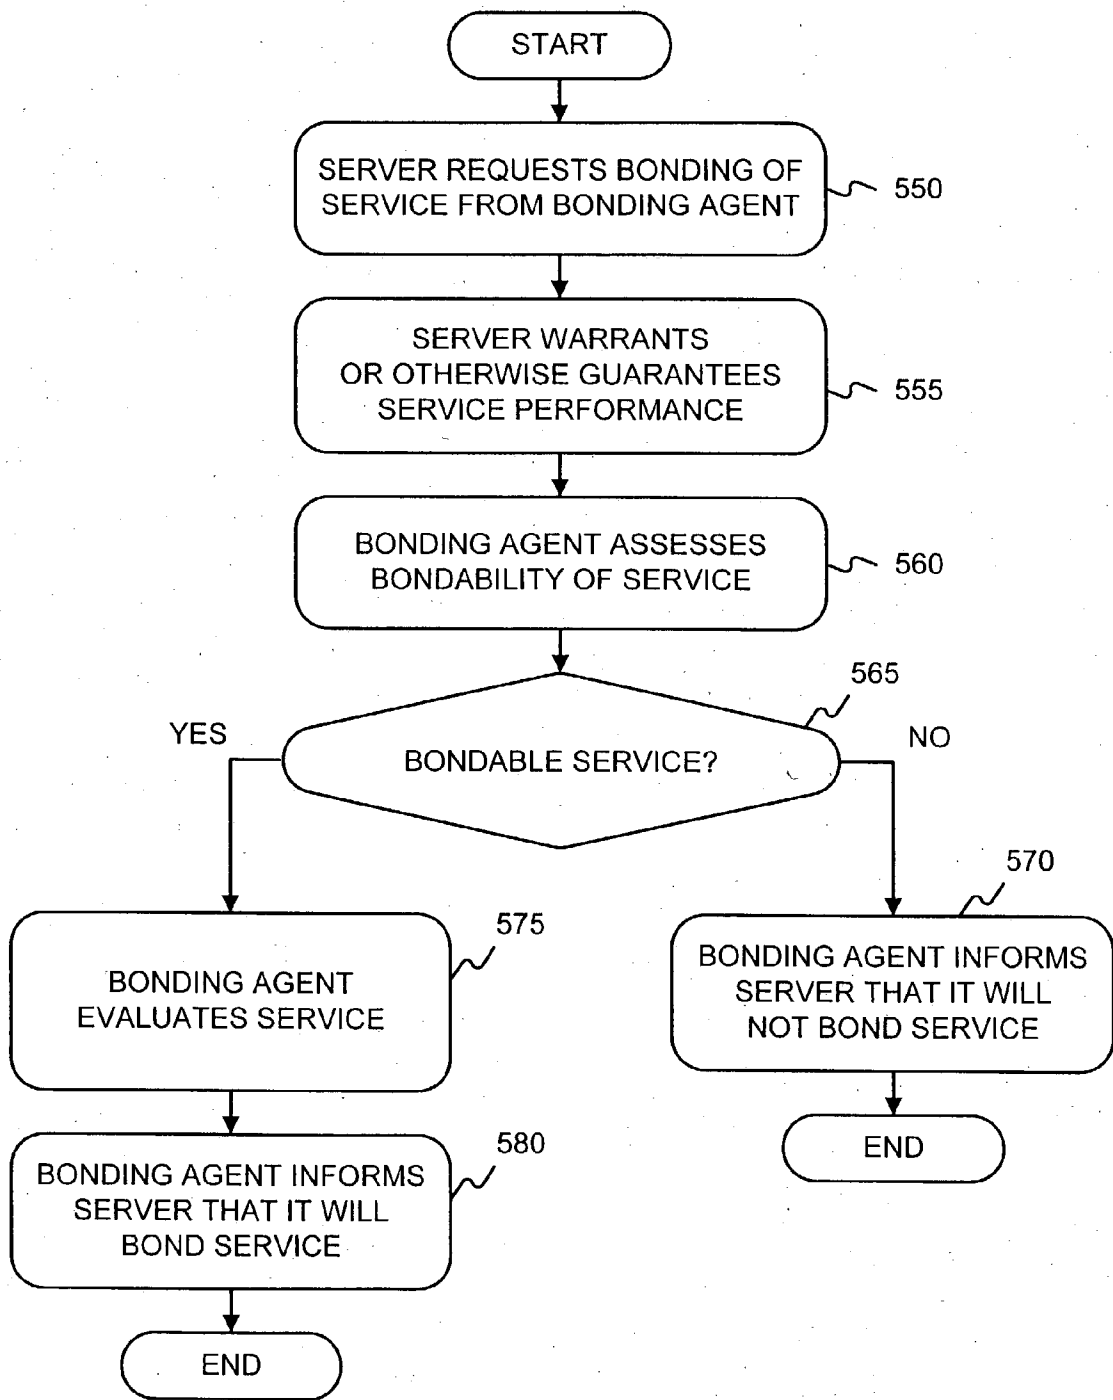 START
SERVER REQUESTS BONDING OF
SERVICE FROM BONDING AGENT
550
SERVER WARRANTS
OR OTHERWISE GUARANTEES
SERVICE PERFORMANCE
555
BONDING AGENT ASSESSES
BONDABILITY OF SERVICE
560
565
YES
BONDABLE SERVICE?
NO
570
575
BONDING AGENT
EVALUATES SERVICE
BONDING AGENT INFORMS
SERVER THAT IT WILL
NOT BOND SERVICE
580
BONDING AGENT INFORMS
SERVER THAT IT WILL
BOND SERVICE
END
END